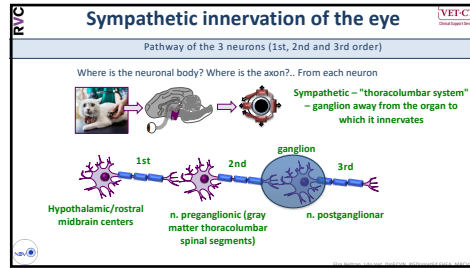 RVC
Sympathetic innervation of the eye
VET-CT
Pathway of the 3 neurons (1st, 2nd and 3rd order)
Where is the neuronal body? Where is the axon?.. From each neuron
Sympathetic – "thoracolumbar system"
– ganglion away from the organ to
which it innervates
ganglion
1st
2nd
3rd
Hypothalamic/rostral
midbrain centers
n. preganglionic (gray
matter thoracolumbar
spinal segments)
n. postganglionar